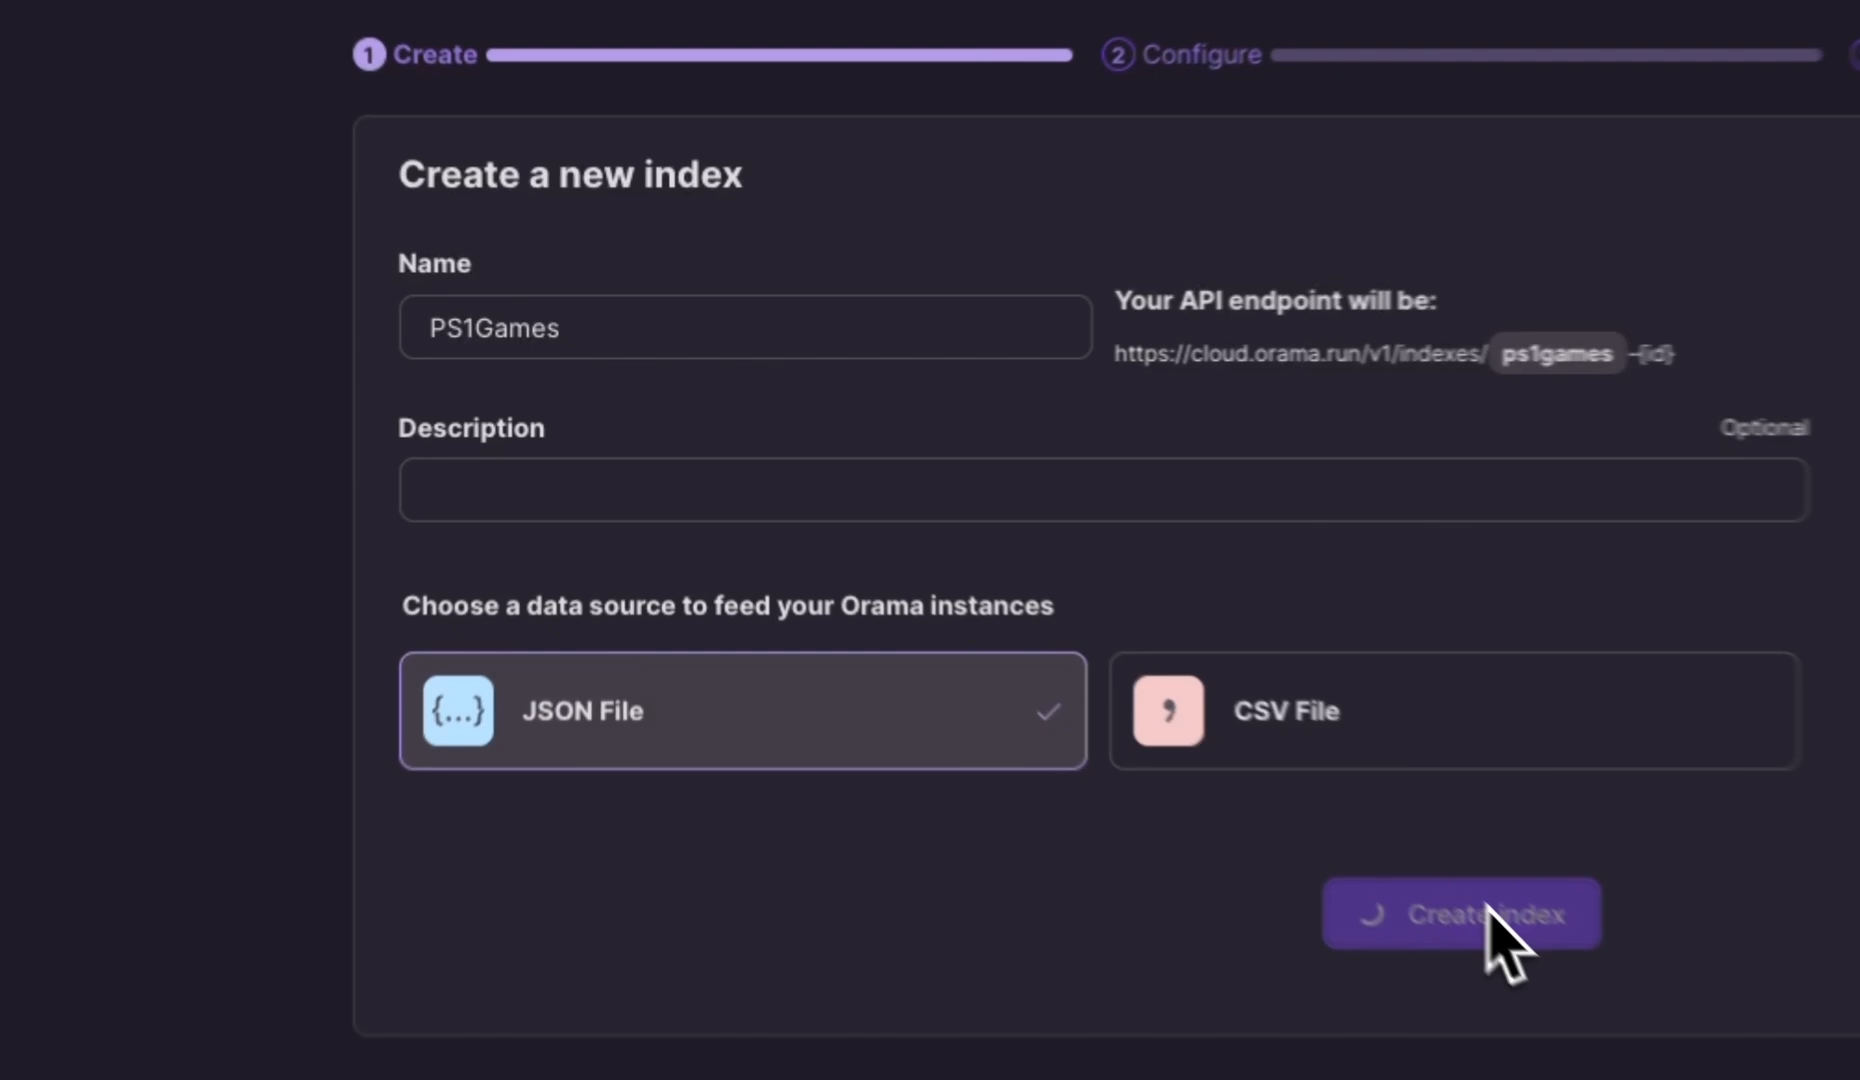 1 Create 2 Configure
Create a new index
Name
PS1Games
Your API endpoint will be:
https://cloud.orama.run/v1/indexes/ ps1games -{id}
Description
Optional
Choose a data source to feed your Orama instances
{...} JSON File
, CSV File
Create index